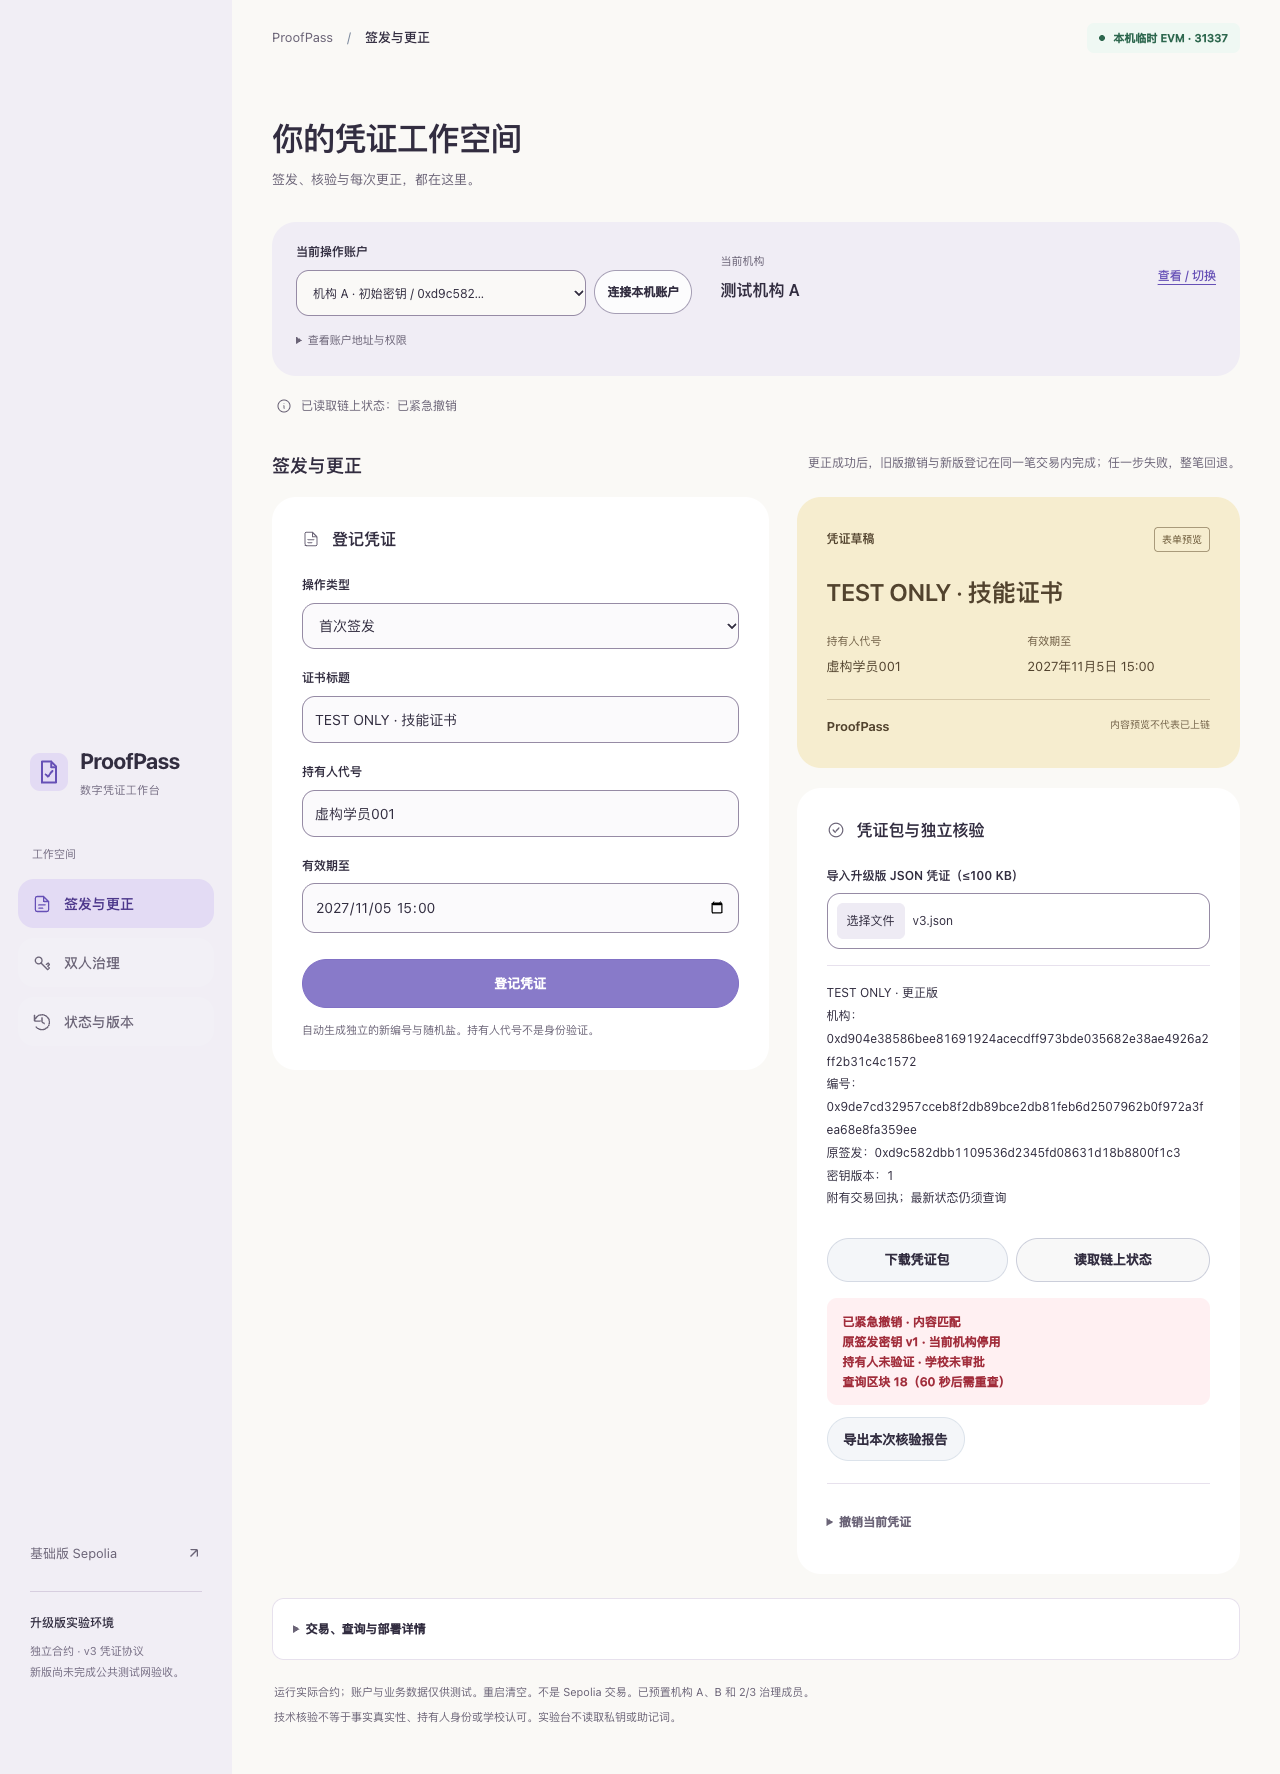 ProofPass / 签发与更正
本机临时 EVM · 31337
你的凭证工作空间
签发、核验与每次更正，都在这里。
当前操作账户
机构 A · 初始密钥 / 0xd9c582...
连接本机账户
查看账户地址与权限
当前机构
测试机构 A
查看 / 切换
已读取链上状态：已紧急撤销
签发与更正
更正成功后，旧版撤销与新版登记在同一笔交易内完成；任一步失败，整笔回退。
登记凭证
操作类型
首次签发
证书标题
TEST ONLY · 技能证书
持有人代号
虚构学员001
有效期至
2027/11/05 15:00
登记凭证
自动生成独立的新编号与随机盐。持有人代号不是身份验证。
凭证草稿
表单预览
TEST ONLY · 技能证书
持有人代号
虚构学员001
有效期至
2027年11月5日 15:00
ProofPass
内容预览不代表已上链
凭证包与独立核验
导入升级版 JSON 凭证（≤100 KB）
选择文件 v3.json
TEST ONLY · 更正版
机构：
0xd904e38586bee81691924acecdff973bde035682e38ae4926a2
ff2b31c4c1572
编号：
0x9de7cd32957cceb8f2db89bce2db81feb6d2507962b0f972a3f
ea68e8fa359ee
原签发：0xd9c582dbb1109536d2345fd08631d18b8800f1c3
密钥版本：1
附有交易回执；最新状态仍须查询
下载凭证包
读取链上状态
已紧急撤销 · 内容匹配
原签发密钥 v1 · 当前机构停用
持有人未验证 · 学校未审批
查询区块 18（60 秒后需重查）
导出本次核验报告
撤销当前凭证
交易、查询与部署详情
运行实际合约；账户与业务数据仅供测试。重启清空。不是 Sepolia 交易。已预置机构 A、B 和 2/3 治理成员。
技术核验不等于事实真实性、持有人身份或学校认可。实验台不读取私钥或助记词。
ProofPass
数字凭证工作台
工作空间
签发与更正
双人治理
状态与版本
基础版 Sepolia
升级版实验环境
独立合约 · v3 凭证协议
新版尚未完成公共测试网验收。